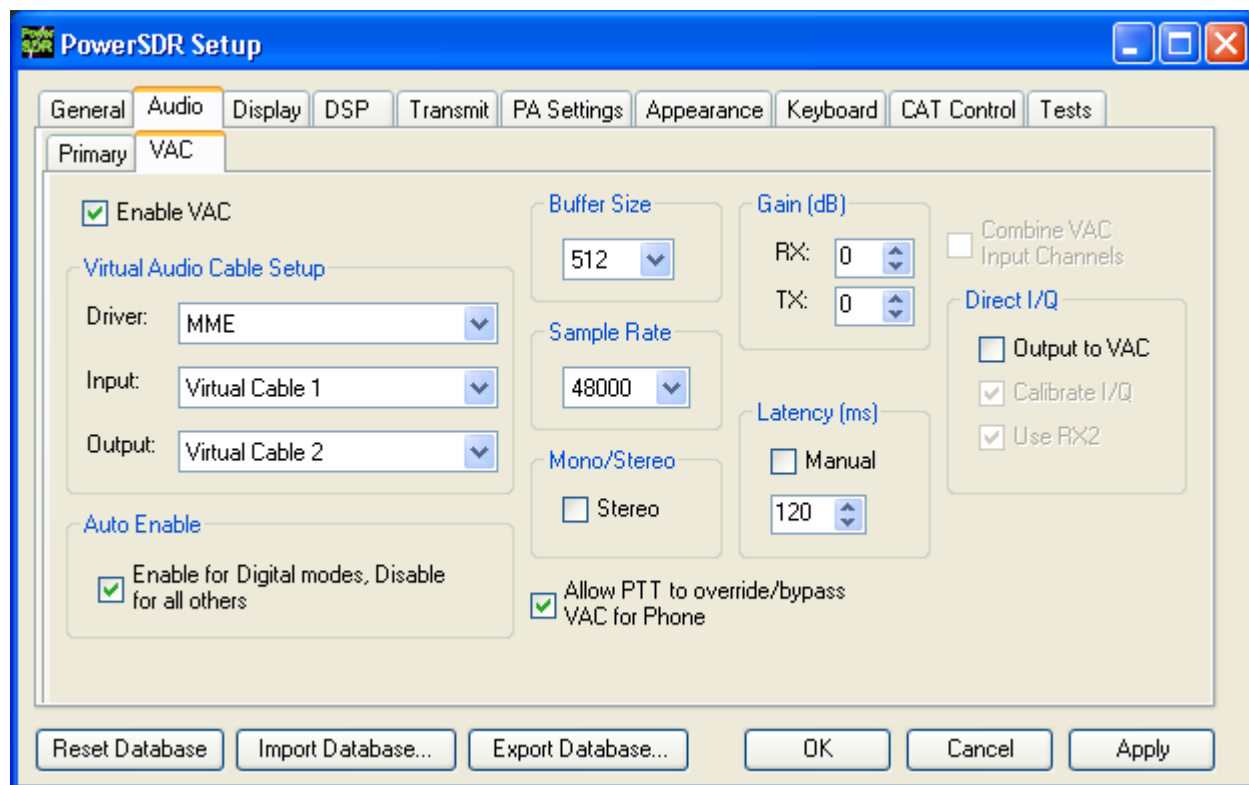 Power SDR PowerSDR Setup
General Audio Display DSP Transmit PA Settings Appearance Keyboard CAT Control Tests
Primary VAC
Enable VAC
Virtual Audio Cable Setup
Driver: MME
Input: Virtual Cable 1
Output: Virtual Cable 2
Auto Enable
Enable for Digital modes, Disable
for all others
Buffer Size
512
Sample Rate
48000
Mono/Stereo
Stereo
Gain (dB)
RX: 0
TX: 0
Latency (ms)
Manual
120
Allow PTT to override/bypass
VAC for Phone
Combine VAC
Input Channels
Direct I/Q
Output to VAC
Calibrate I/Q
Use RX2
Reset Database Import Database... Export Database... OK Cancel Apply